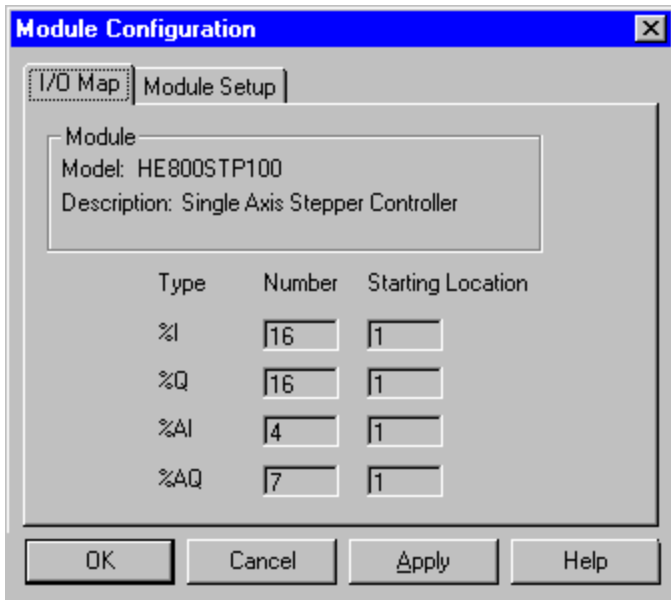 Module Configuration
I/O Map Module Setup
Module
Model: HE800STP100
Description: Single Axis Stepper Controller
Type Number Starting Location
%I 16 1
%Q 16 1
%AI 4 1
%AQ 7 1
OK Cancel Apply Help